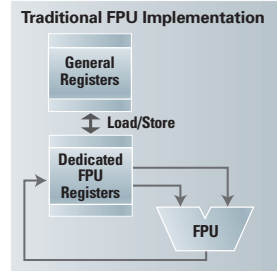 Traditional FPU Implementation
General
Registers
Load/Store
Dedicated
FPU
Registers
FPU